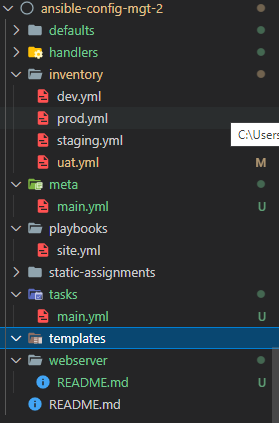 ansible-config-mgt-2
defaults
handlers
inventory
dev.yml
prod.yml
C:\Users
staging.yml
uat.yml M
meta
main.yml U
playbooks
site.yml
static-assignments
tasks
main.yml U
templates
webserver
README.md U
README.md